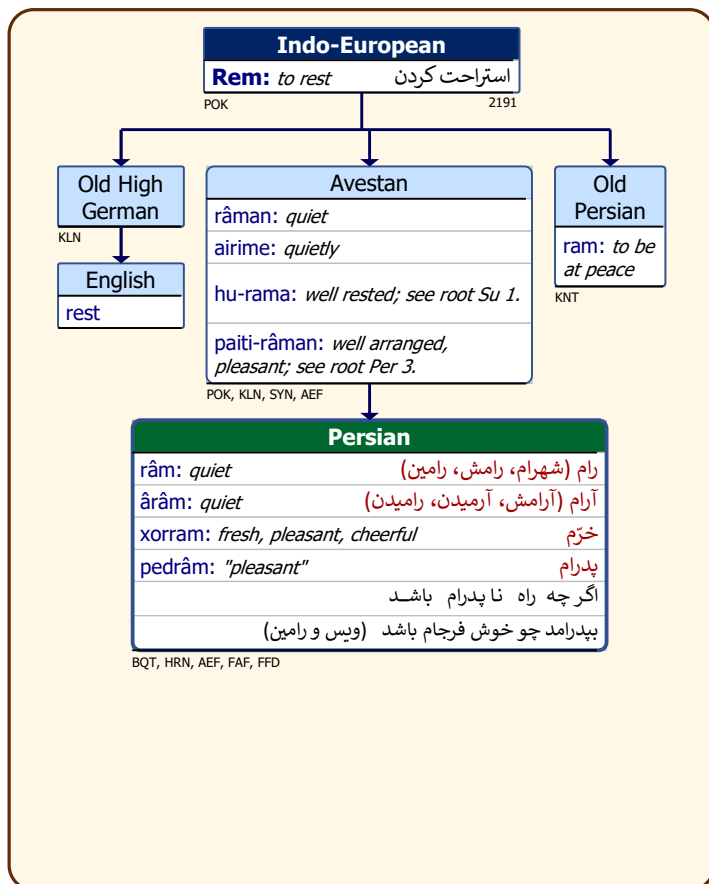 Indo-European
Rem: to rest استراحت کردن
POK 2191
Old High
German
KLN
English
rest
Avestan
râman: quiet
airime: quietly
hu-rama: well rested; see root Su 1.
paiti-râman: well arranged,
pleasant; see root Per 3.
POK, KLN, SYN, AEF
Old
Persian
ram: to be
at peace
KNT
Persian
râm: quiet رام (شهرام، رامش، رامین)
ârâm: quiet آرام (آرامش، آرمیدن، رامیدن)
xorram: fresh, pleasant, cheerful خرّم
pedrâm: "pleasant" پدرام
اگر چه راه نا پدرام باشــد
بپدرامد چو خوش فرجام باشد (ویس و رامین)
BQT, HRN, AEF, FAF, FFD